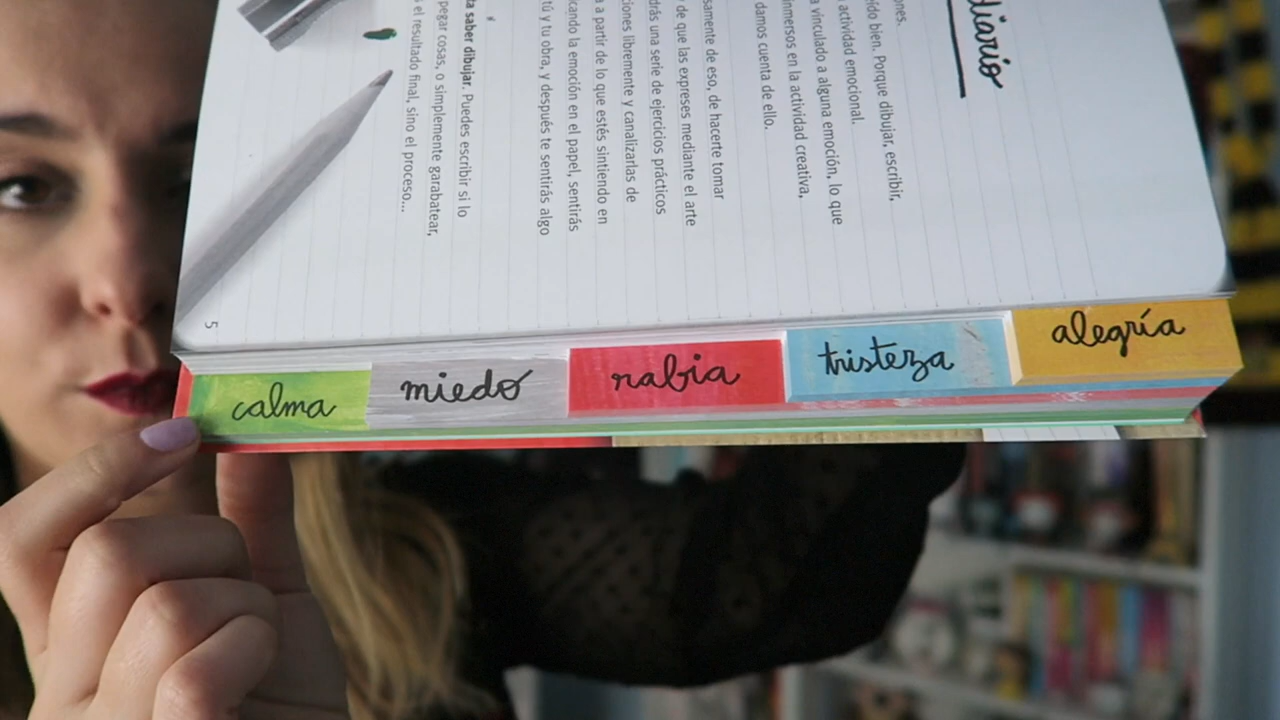 diario
ones.
bien. Porque dibujar, escribir,
actividad emocional.
vinculado a alguna emoción, lo que
inmersos en la actividad creativa,
damos cuenta de ello.
samente de eso, de hacerte tomar
de que las expreses mediante el arte
drás una serie de ejercicios prácticos
iones libremente y canalizarlas de
a partir de lo que estés sintiendo en
cando la emoción en el papel, sentirás
tú y tu obra, y después te sentirás algo
ta saber dibujar. Puedes escribir si lo
pegar cosas, o simplemente garabatear,
el resultado final, sino el proceso...
5
calma
miedo
rabia
tristeza
alegría